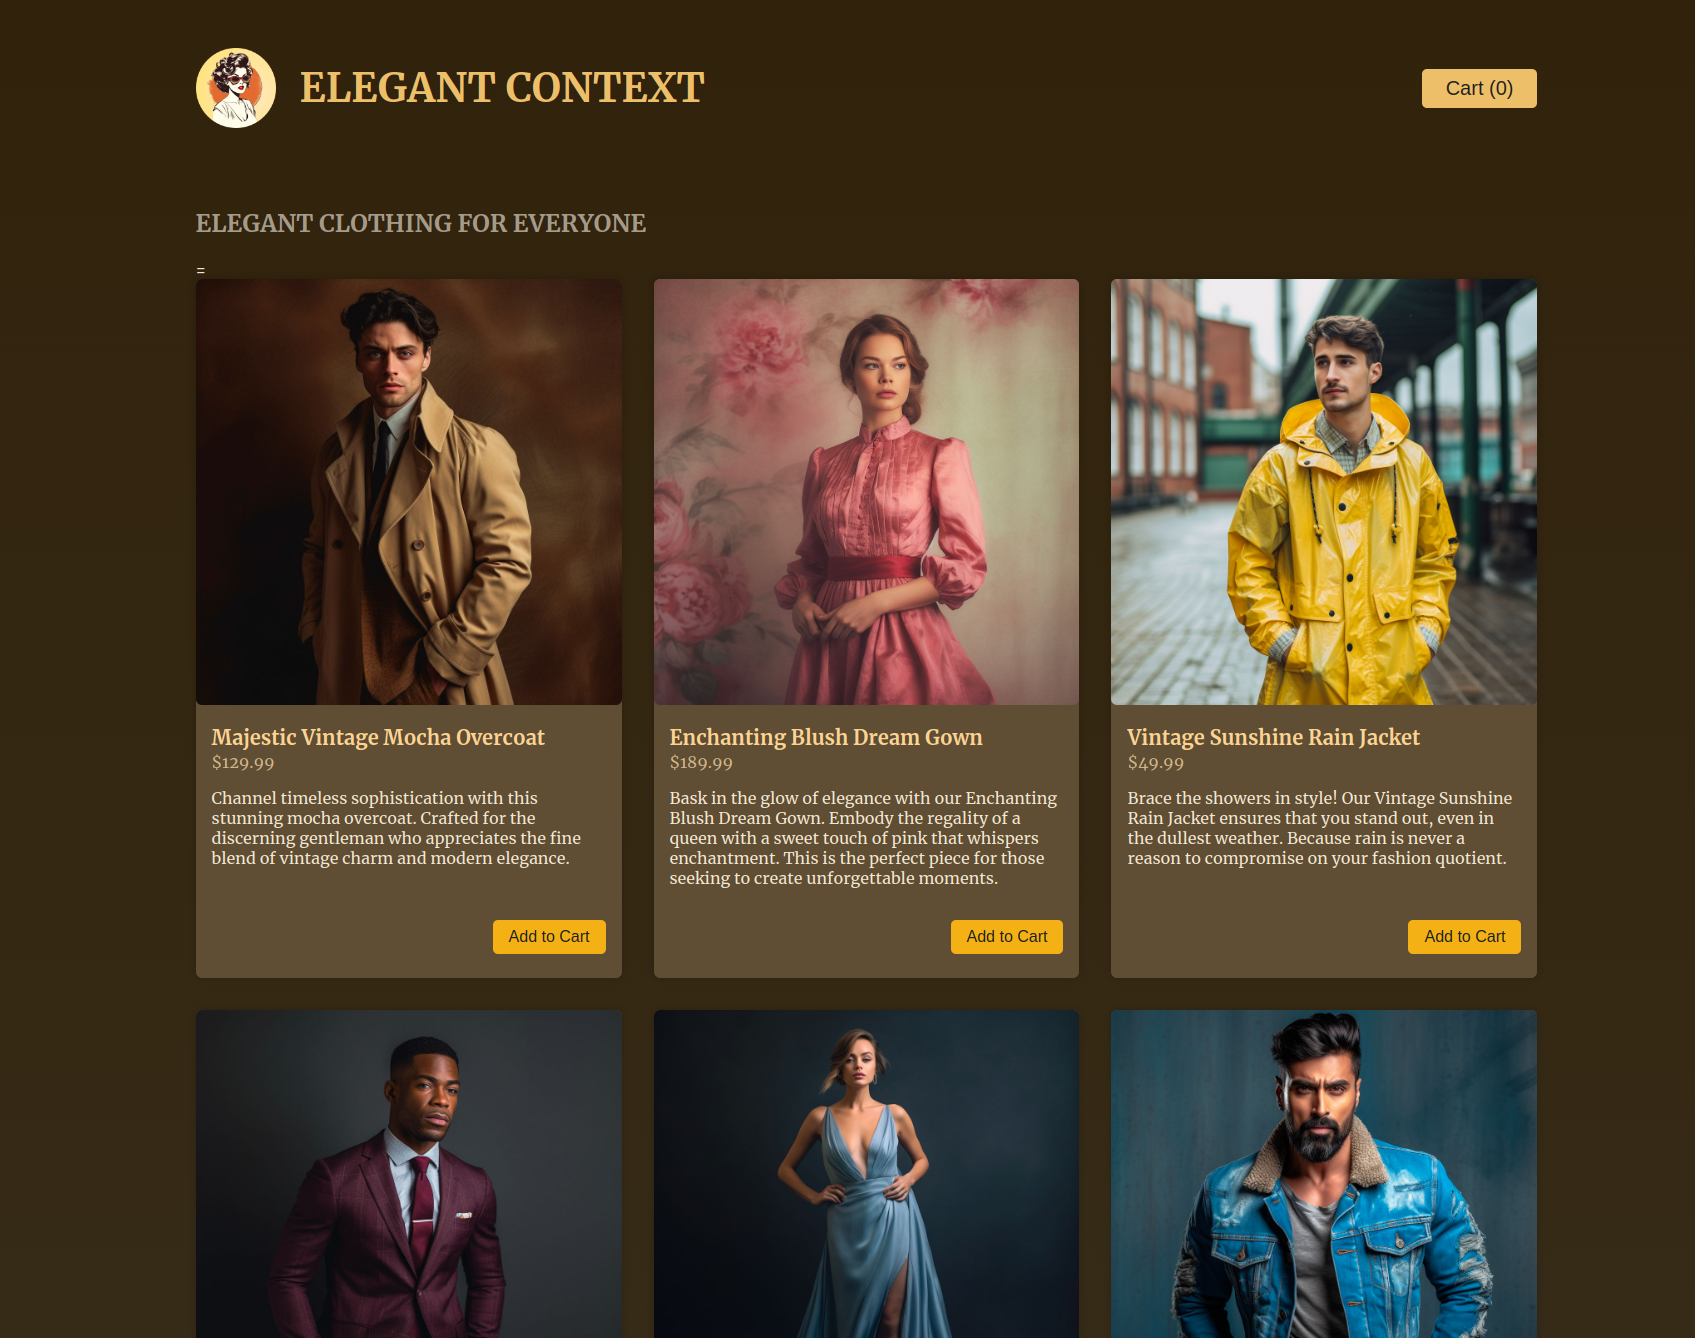 ELEGANT CONTEXT
Cart (0)
ELEGANT CLOTHING FOR EVERYONE
=
Majestic Vintage Mocha Overcoat
$129.99
Channel timeless sophistication with this
stunning mocha overcoat. Crafted for the
discerning gentleman who appreciates the fine
blend of vintage charm and modern elegance.
Add to Cart
Enchanting Blush Dream Gown
$189.99
Bask in the glow of elegance with our Enchanting
Blush Dream Gown. Embody the regality of a
queen with a sweet touch of pink that whispers
enchantment. This is the perfect piece for those
seeking to create unforgettable moments.
Add to Cart
Vintage Sunshine Rain Jacket
$49.99
Brace the showers in style! Our Vintage Sunshine
Rain Jacket ensures that you stand out, even in
the dullest weather. Because rain is never a
reason to compromise on your fashion quotient.
Add to Cart